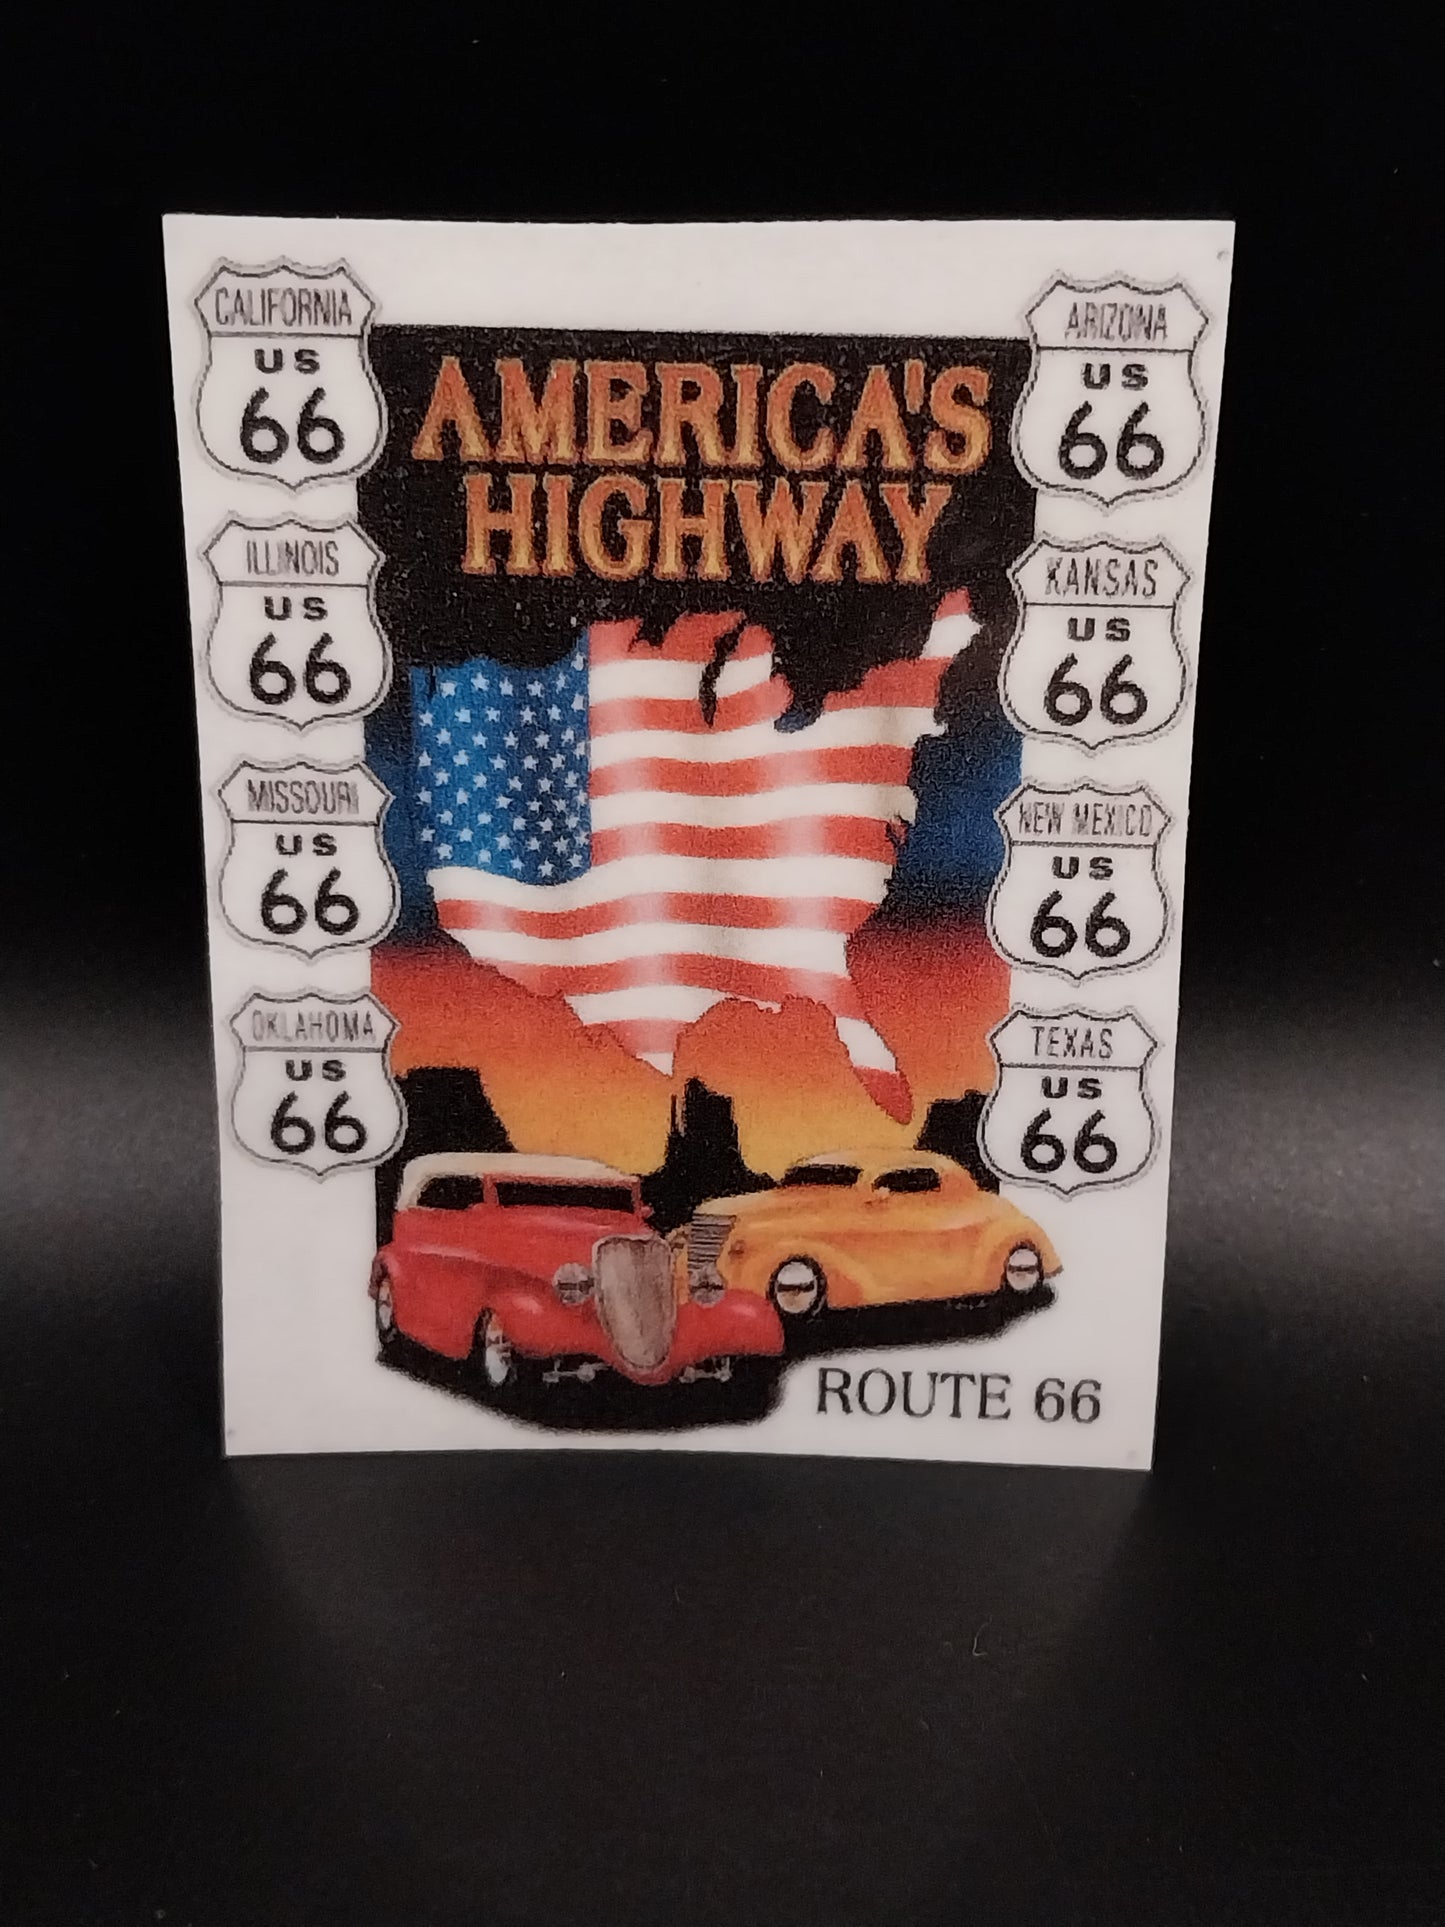 CALIFORNIA
US
66
ILLINOIS
US
66
MISSOURI
US
66
OKLAHOMA
US
66
AMERICA'S
HIGHWAY
ARIZONA
US
66
KANSAS
US
66
NEW MEXICO
US
66
TEXAS
US
66
ROUTE 66